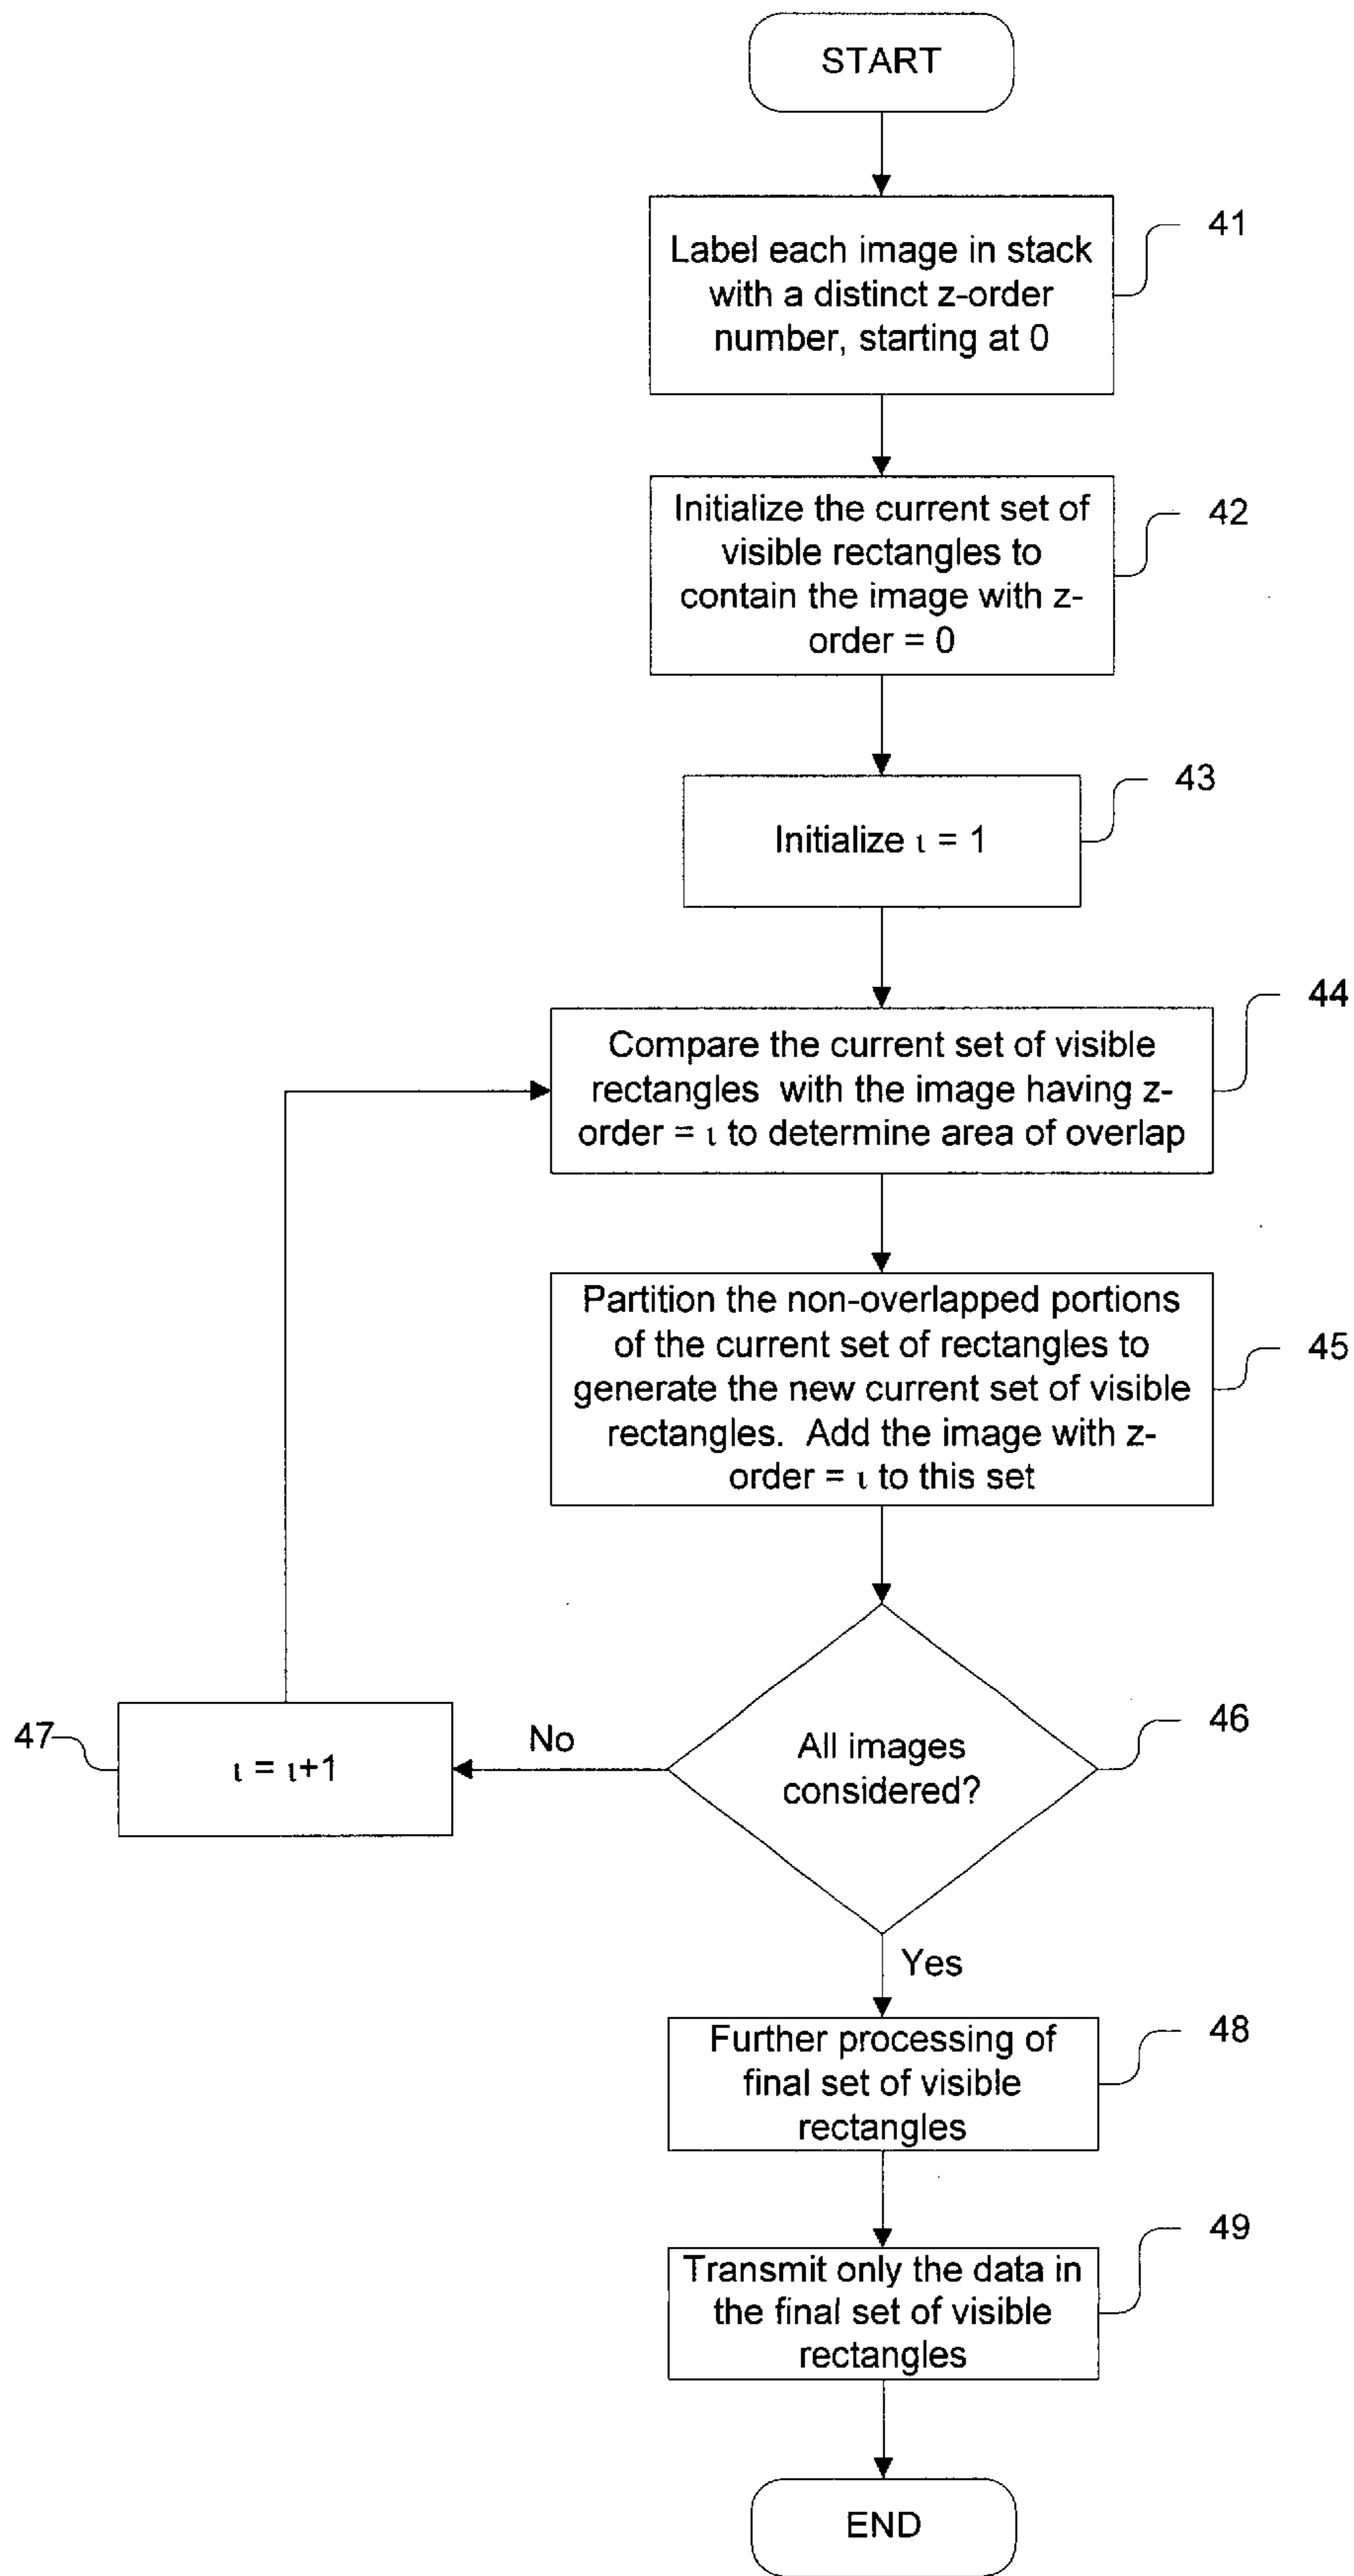 START
Label each image in stack
with a distinct z-order
number, starting at 0
41
Initialize the current set of
visible rectangles to
contain the image with z-
order = 0
42
Initialize ι = 1
43
Compare the current set of visible
rectangles with the image having z-
order = ι to determine area of overlap
44
Partition the non-overlapped portions
of the current set of rectangles to
generate the new current set of visible
rectangles. Add the image with z-
order = ι to this set
45
All images
considered?
46
No
ι = ι+1
47
Yes
Further processing of
final set of visible
rectangles
48
Transmit only the data in
the final set of visible
rectangles
49
END